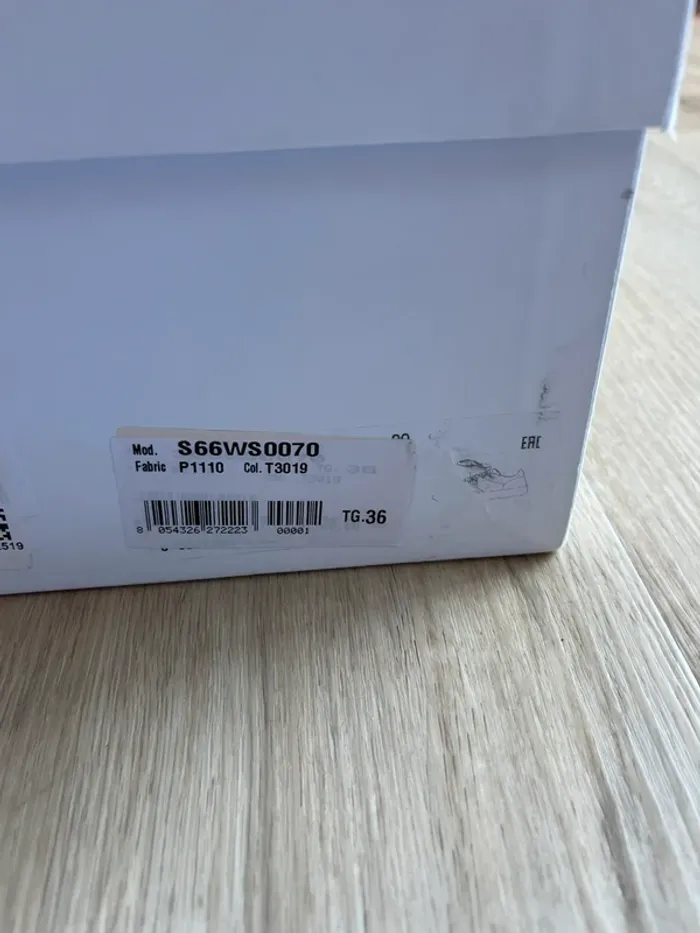 Mod. S66WS0070
Fabric P1110 Col. T3019
8 054326 272223 00001
TG.36
EAC
519